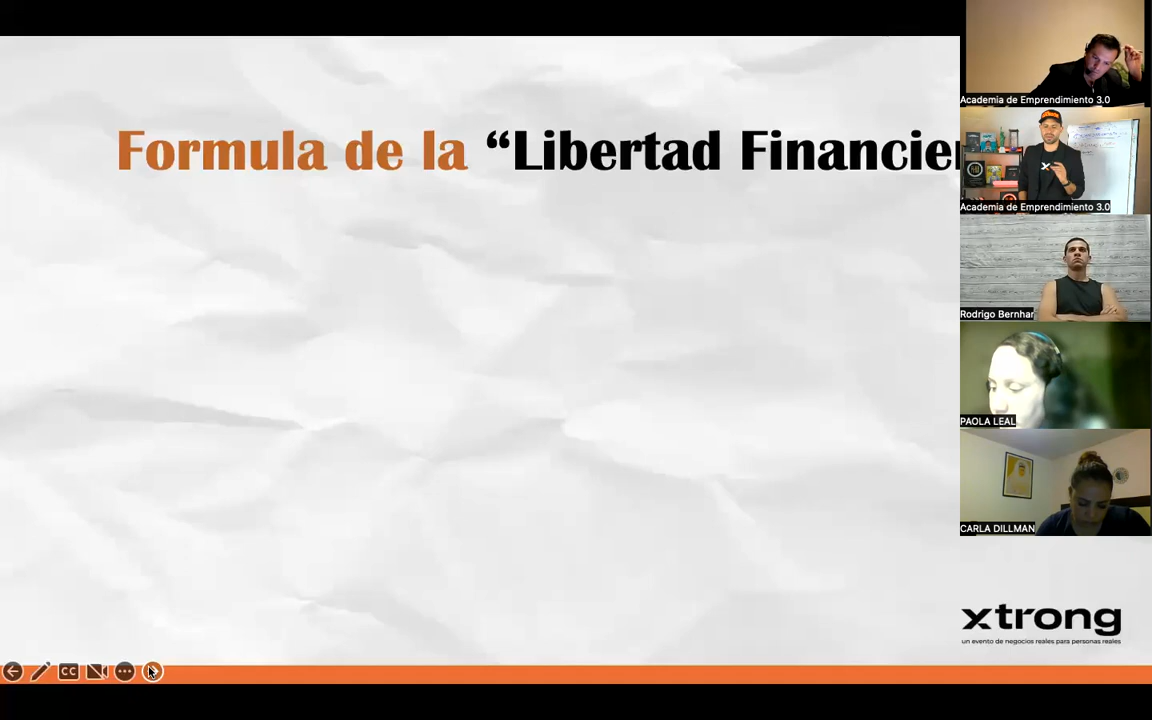 Formula de la “Libertad Financier
Academia de Emprendimiento 3.0
Academia de Emprendimiento 3.0
Rodrigo Bernhar
PAOLA LEAL
CARLA DILLMAN
xtrong
un evento de negocios reales para personas reales
CC